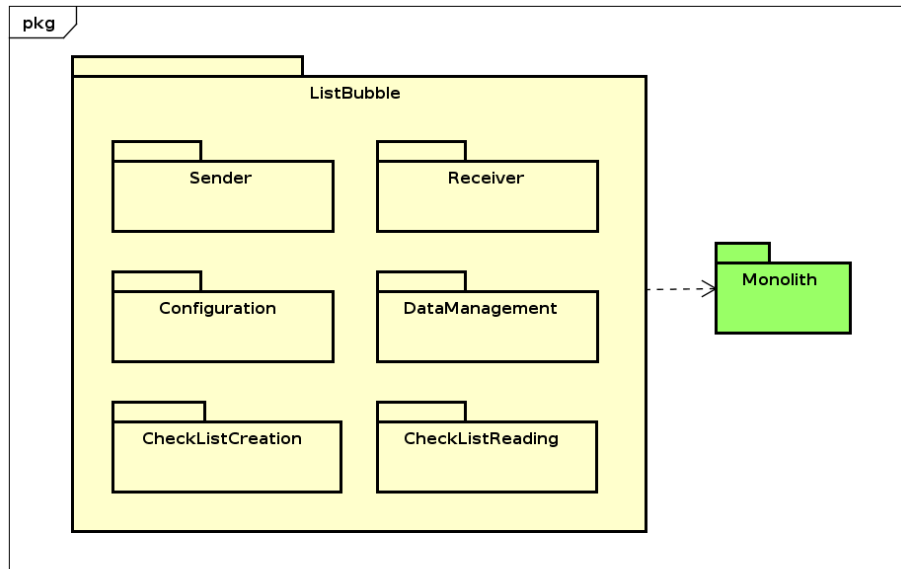 pkg
ListBubble
Sender
Receiver
Monolith
Configuration
DataManagement
CheckListCreation
CheckListReading